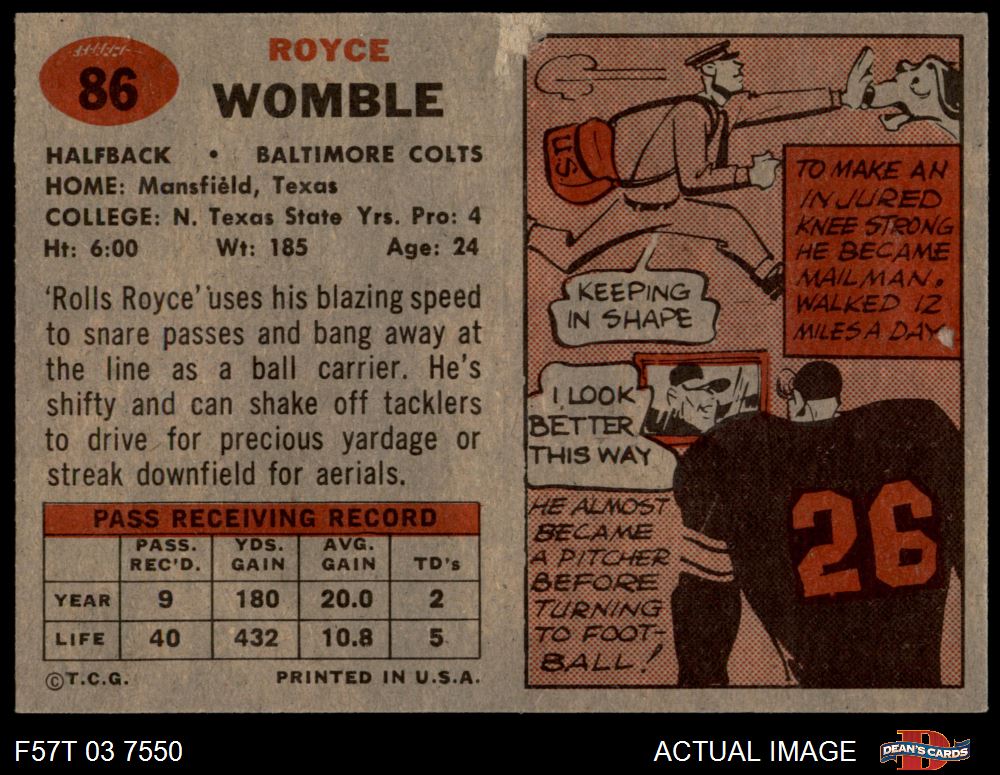 86
ROYCE
WOMBLE
HALFBACK • BALTIMORE COLTS
HOME: Mansfield, Texas
COLLEGE: N. Texas State Yrs. Pro: 4
Ht: 6:00 Wt: 185 Age: 24
'Rolls Royce' uses his blazing speed
to snare passes and bang away at
the line as a ball carrier. He's
shifty and can shake off tacklers
to drive for precious yardage or
streak downfield for aerials.
PASS RECEIVING RECORD
PASS. REC'D. YDS. GAIN AVG. GAIN TD's
YEAR 9 180 20.0 2
LIFE 40 432 10.8 5
©T.C.G. PRINTED IN U.S.A.
U.S.
TO MAKE AN
INJURED
KNEE STRONG
HE BECAME
MAILMAN.
WALKED 12
MILES A DAY
KEEPING
IN SHAPE
I LOOK
BETTER
THIS WAY
HE ALMOST
BECAME
A PITCHER
BEFORE
TURNING
TO FOOT-
BALL!
26
F57T 03 7550
ACTUAL IMAGE
D
DEAN'S CARDS